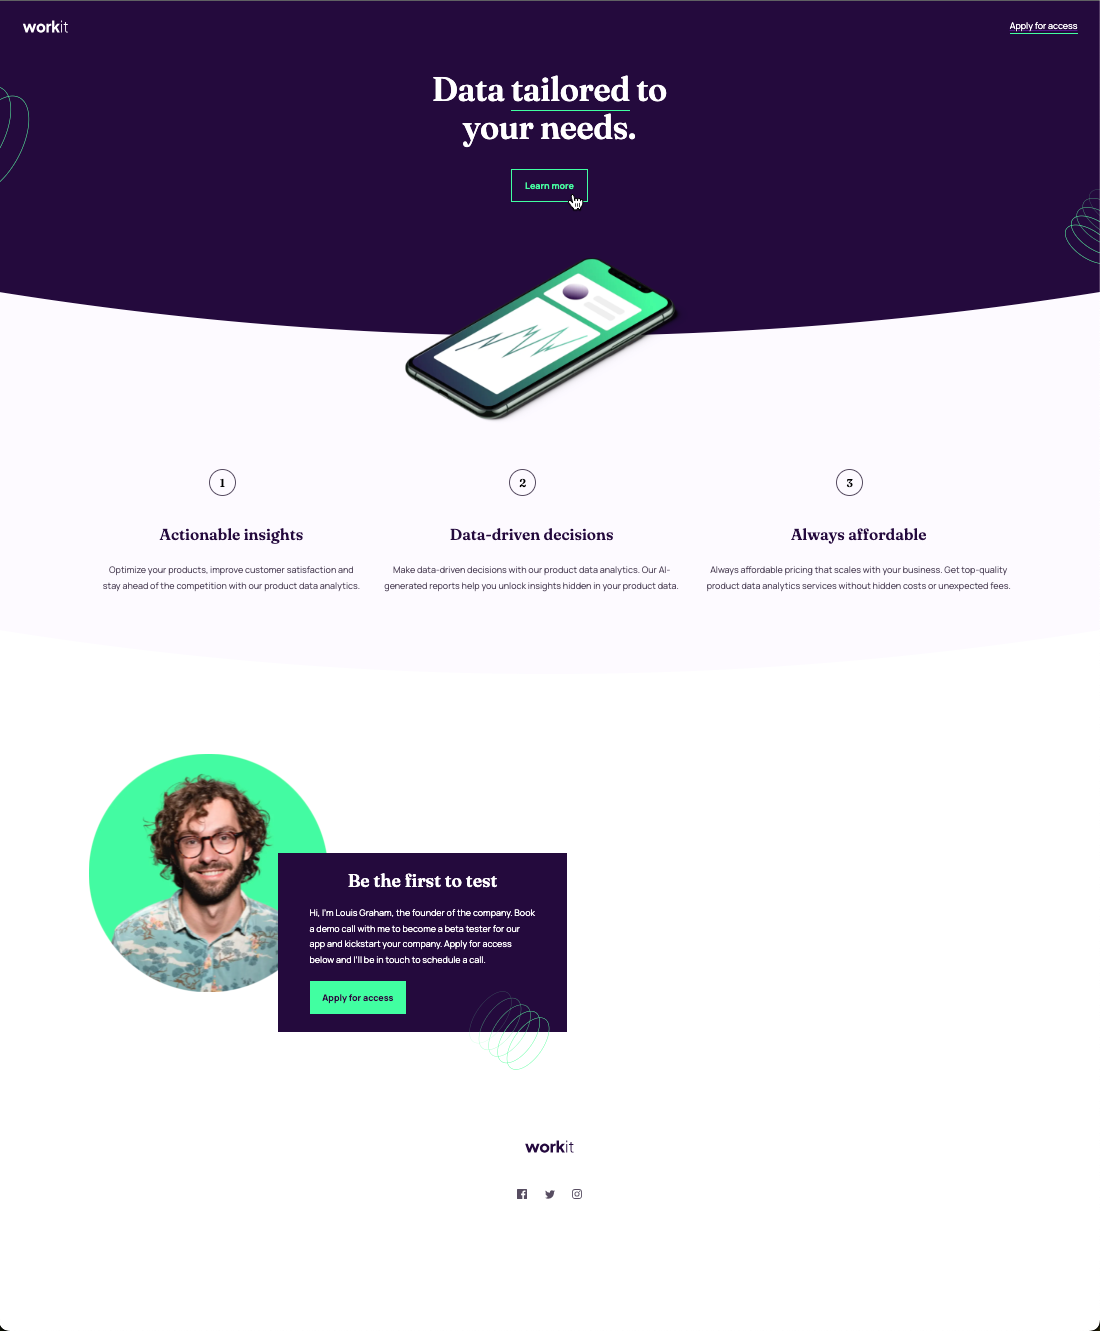 workit
Apply for access
Data tailored to
your needs.
Learn more
1
Actionable insights
Optimize your products, improve customer satisfaction and
stay ahead of the competition with our product data analytics.
2
Data-driven decisions
Make data-driven decisions with our product data analytics. Our AI-
generated reports help you unlock insights hidden in your product data.
3
Always affordable
Always affordable pricing that scales with your business. Get top-quality
product data analytics services without hidden costs or unexpected fees.
Be the first to test
Hi, I'm Louis Graham, the founder of the company. Book
a demo call with me to become a beta tester for our
app and kickstart your company. Apply for access
below and I'll be in touch to schedule a call.
Apply for access
workit